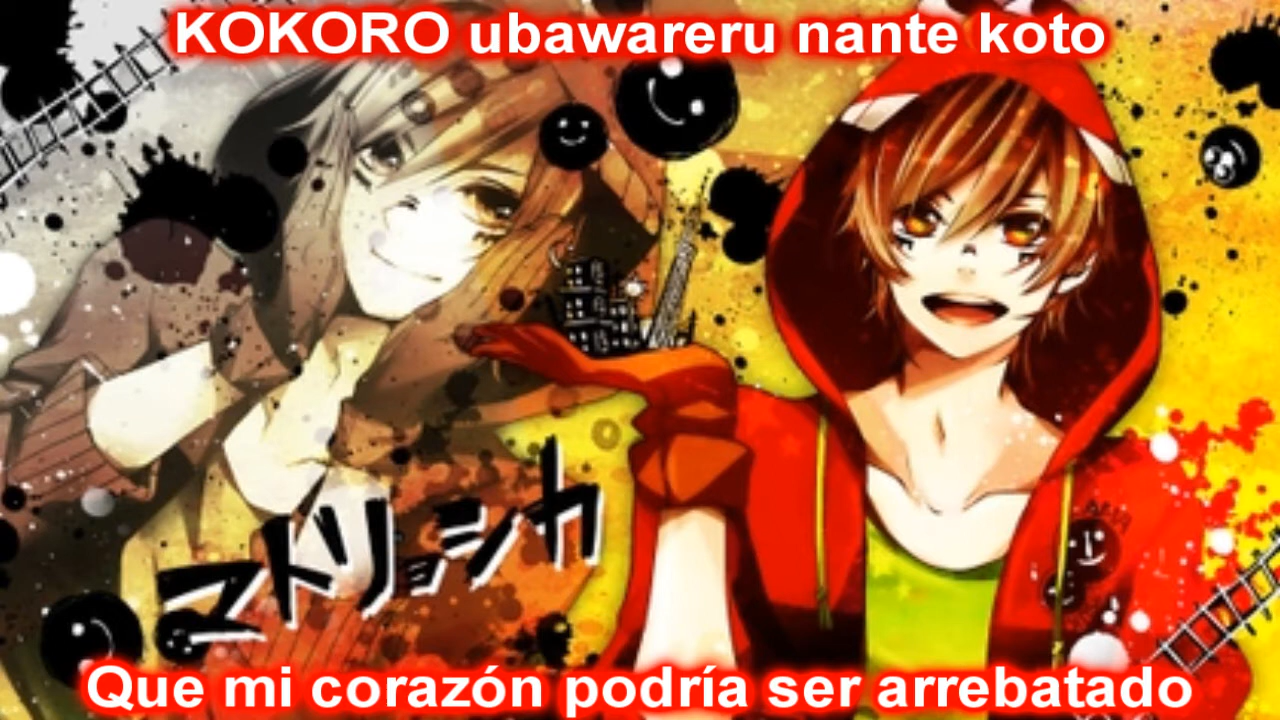 KOKORO ubawareru nante koto
マトリョシカ
Que mi corazón podría ser arrebatado